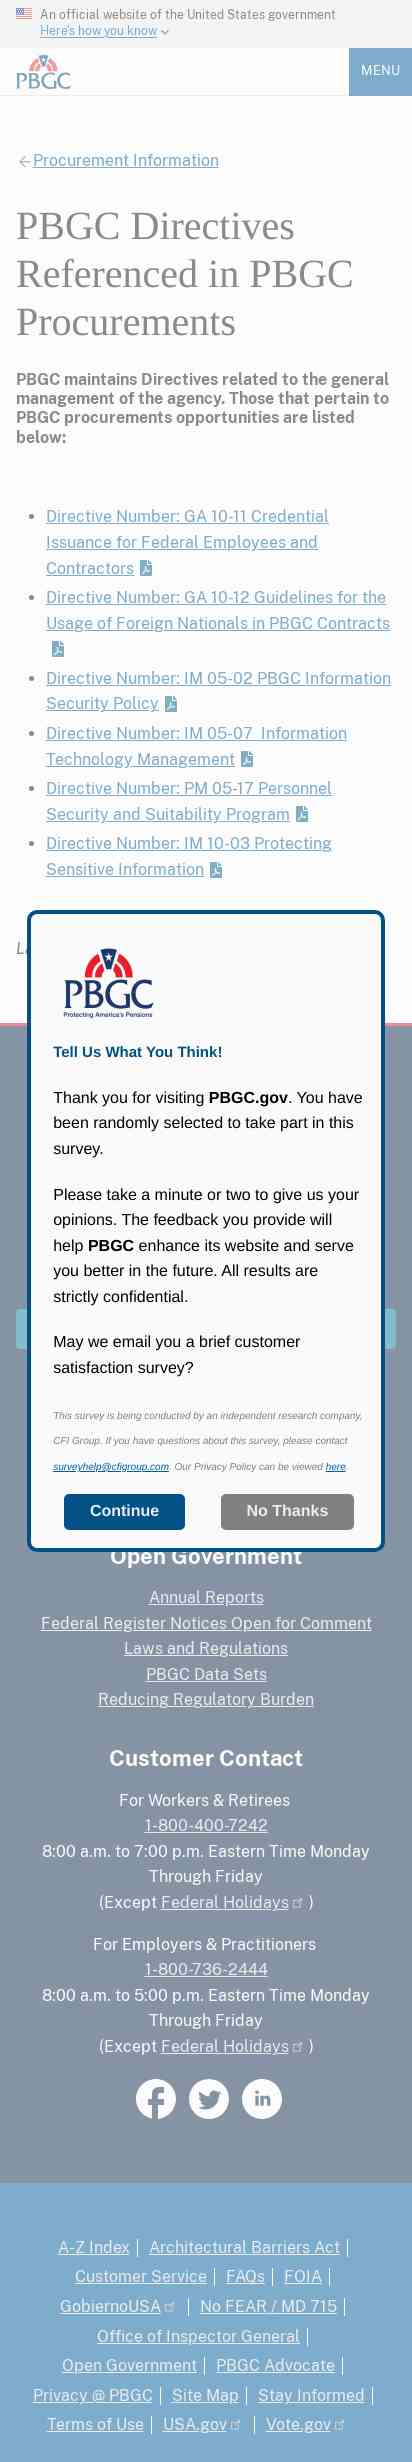 An official website of the United States government
Here's how you know
PBGC
MENU
Procurement Information
PBGC Directives
Referenced in PBGC
Procurements
PBGC maintains Directives related to the general
management of the agency. Those that pertain to
PBGC procurements opportunities are listed
below:
• Directive Number: GA 10-11 Credential
Issuance for Federal Employees and
Contractors
• Directive Number: GA 10-12 Guidelines for the
Usage of Foreign Nationals in PBGC Contracts
• Directive Number: IM 05-02 PBGC Information
Security Policy
• Directive Number: IM 05-07 Information
Technology Management
• Directive Number: PM 05-17 Personnel
Security and Suitability Program
• Directive Number: IM 10-03 Protecting
Sensitive Information
PBGC
Protecting America's Pensions
Tell Us What You Think!
Thank you for visiting PBGC.gov. You have
been randomly selected to take part in this
survey.
Please take a minute or two to give us your
opinions. The feedback you provide will
help PBGC enhance its website and serve
you better in the future. All results are
strictly confidential.
May we email you a brief customer
satisfaction survey?
This survey is being conducted by an independent research company,
CFI Group. If you have questions about this survey, please contact
surveyhelp@cfigroup.com. Our Privacy Policy can be viewed here.
Continue
No Thanks
Open Government
Annual Reports
Federal Register Notices Open for Comment
Laws and Regulations
PBGC Data Sets
Reducing Regulatory Burden
Customer Contact
For Workers & Retirees
1-800-400-7242
8:00 a.m. to 7:00 p.m. Eastern Time Monday
Through Friday
(Except Federal Holidays )
For Employers & Practitioners
1-800-736-2444
8:00 a.m. to 5:00 p.m. Eastern Time Monday
Through Friday
(Except Federal Holidays )
A-Z Index | Architectural Barriers Act |
Customer Service | FAQs | FOIA |
GobiernoUSA | No FEAR / MD 715 |
Office of Inspector General |
Open Government | PBGC Advocate |
Privacy @ PBGC | Site Map | Stay Informed |
Terms of Use | USA.gov | Vote.gov